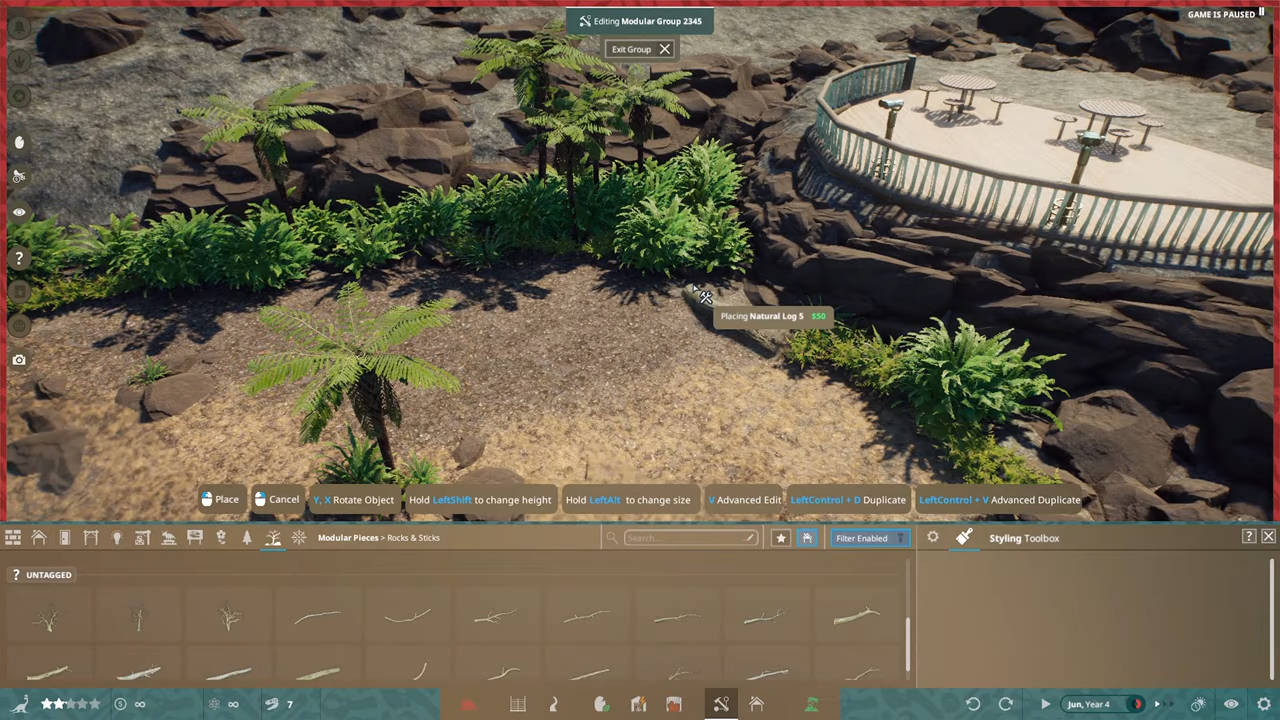 Editing Modular Group 2345
GAME IS PAUSED
Exit Group
Placing Natural Log 5 $50
Place
Cancel
Y, X Rotate Object
Hold LeftShift to change height
Hold LeftAlt to change size
V Advanced Edit
LeftControl + D Duplicate
LeftControl + V Advanced Duplicate
Modular Pieces > Rocks & Sticks
Search...
Filter Enabled
Styling Toolbox
?
? UNTAGGED
?
∞
∞
7
Jun, Year 4